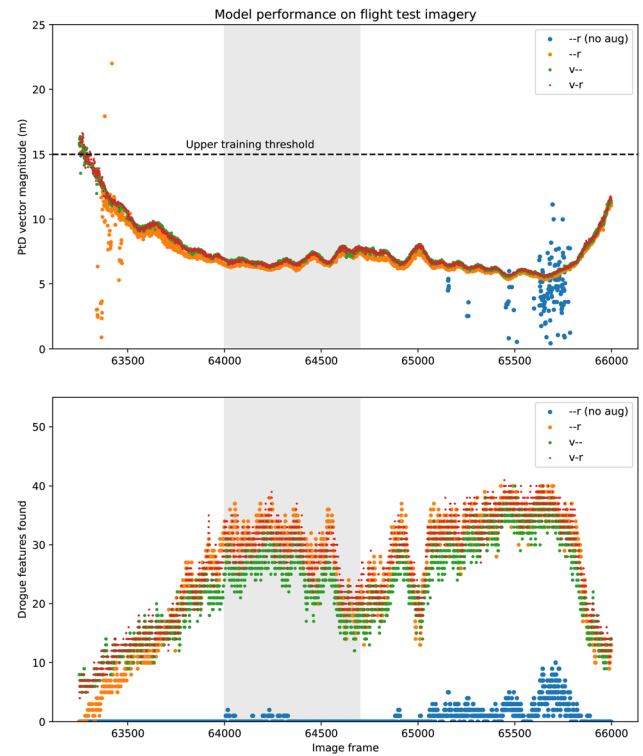 Model performance on flight test imagery
25
20
15
10
5
0
PtD vector magnitude (m)
Upper training threshold
--r (no aug)
--r
v--
v-r
63500
64000
64500
65000
65500
66000
50
40
30
20
10
0
Drogue features found
--r (no aug)
--r
v--
v-r
63500
64000
64500
65000
65500
66000
Image frame